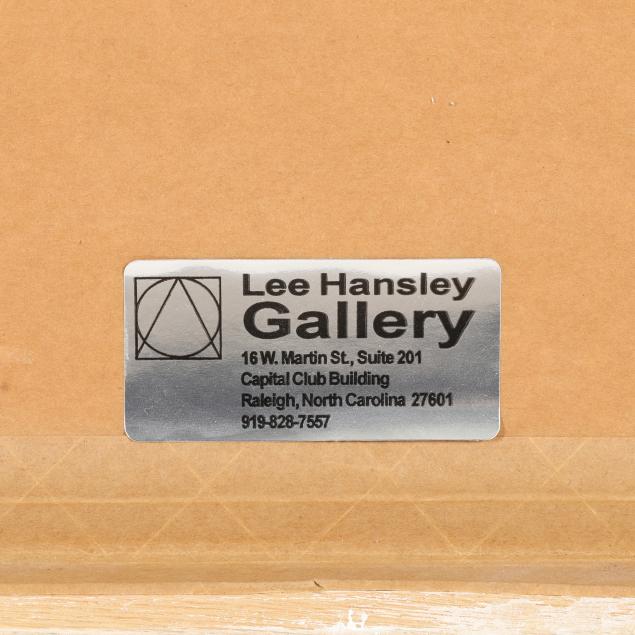 Lee Hansley
Gallery
16 W. Martin St., Suite 201
Capital Club Building
Raleigh, North Carolina 27601
919-828-7557